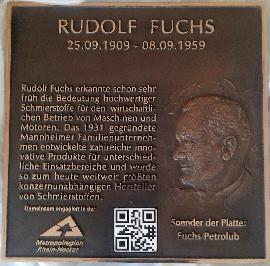 RUDOLF FUCHS
25.09.1909 - 08.09.1959
Rudolf Fuchs erkannte schon sehr
früh die Bedeutung hochwertiger
Schmierstoffe für den wirtschaftli-
chen Betrieb von Maschinen und
Motoren. Das 1931 gegründete
Mannheimer Familienunterneh-
men entwickelte zahlreiche inno-
vative Produkte für unterschied-
liche Einsatzbereiche und wurde
so zum heute weltweit größten
konzernunabhängigen Hersteller
von Schmierstoffen.
Gemeinsam engagiert in der
Metropolregion
Rhein-Neckar
Spender der Platte:
Fuchs Petrolub